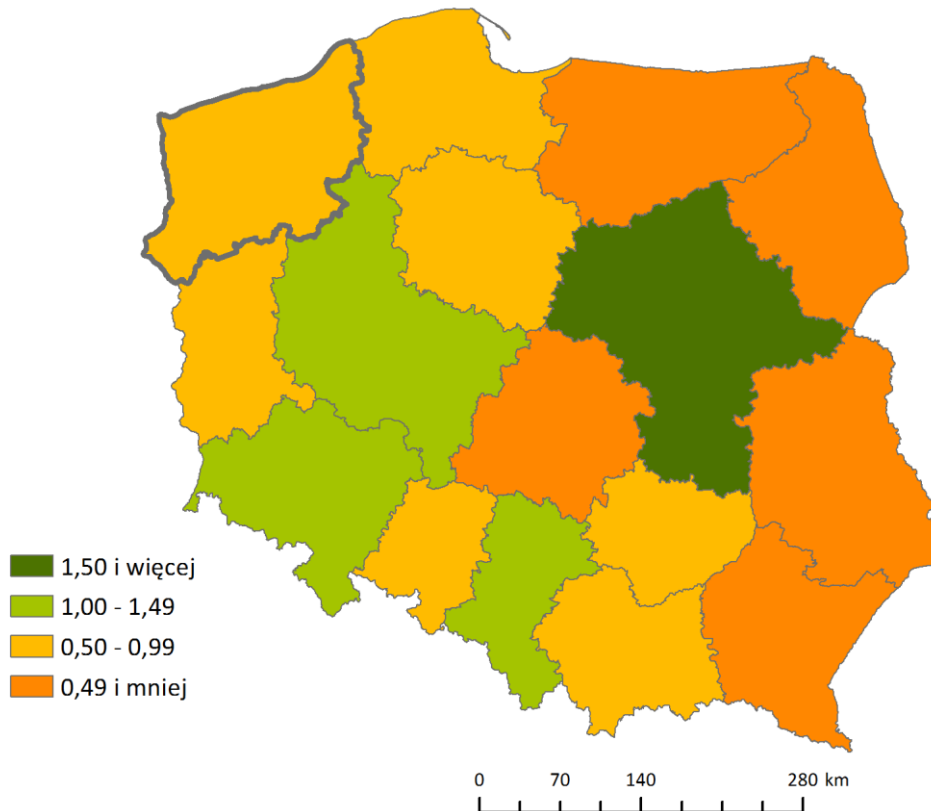 1,50 i więcej
1,00 - 1,49
0,50 - 0,99
0,49 i mniej
0 70 140 280 km